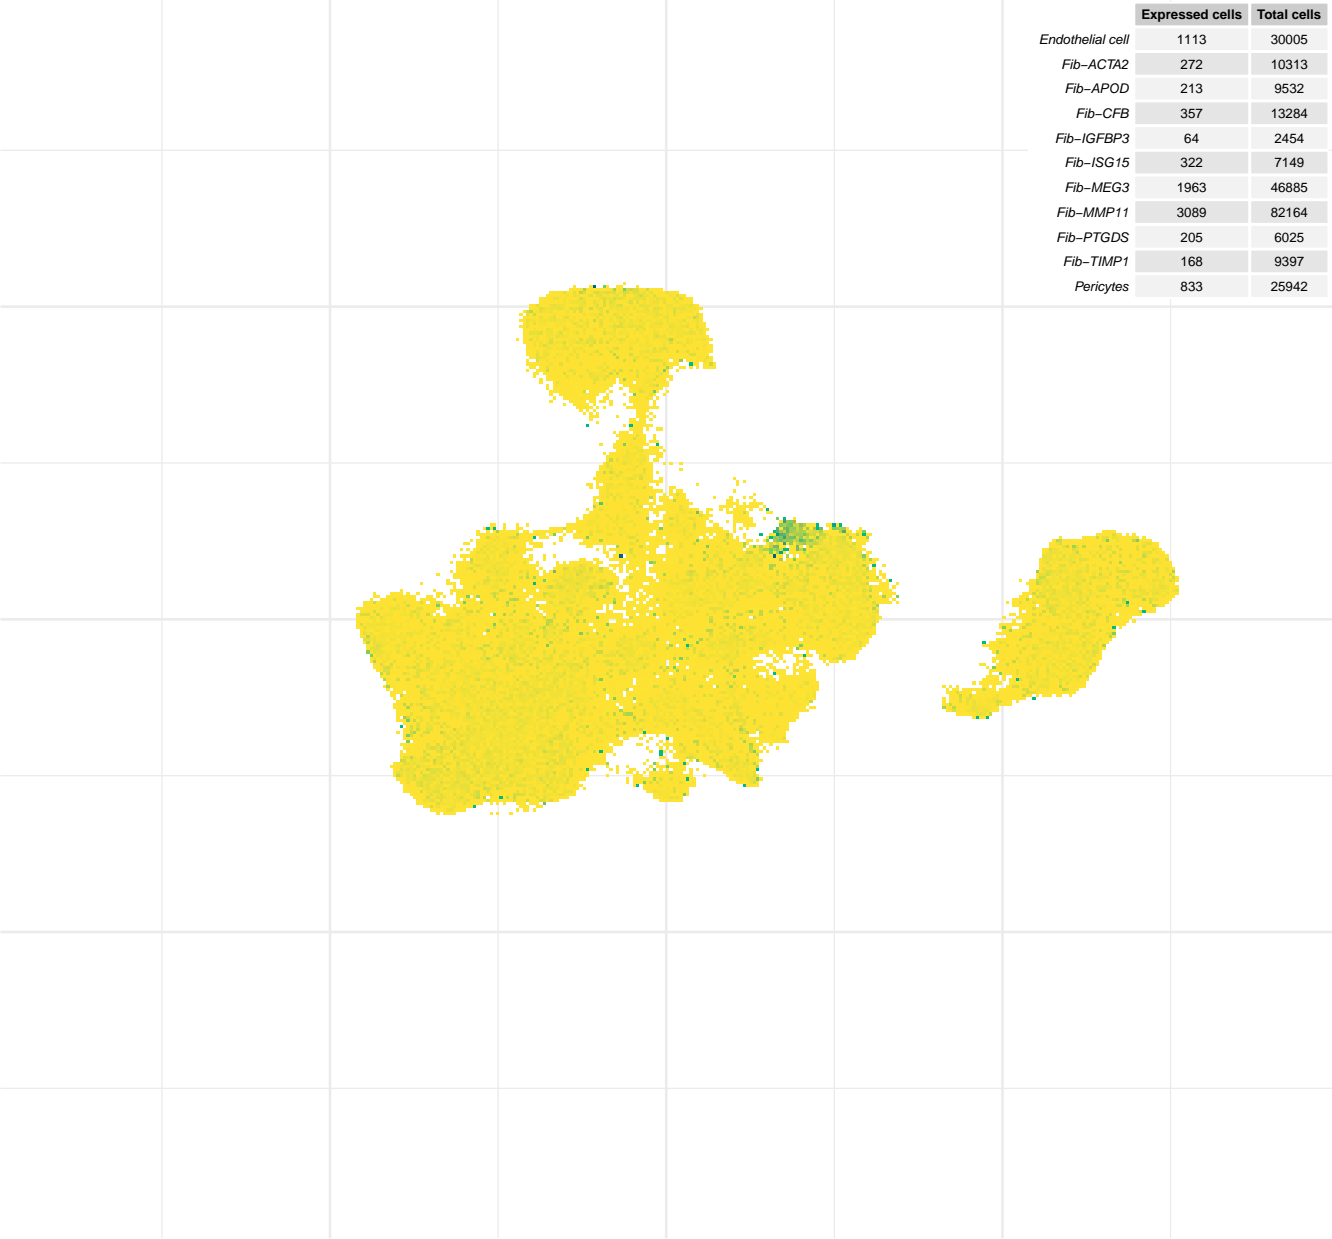 Expressed cells Total cells
Endothelial cell 1113 30005
Fib−ACTA2 272 10313
Fib−APOD 213 9532
Fib−CFB 357 13284
Fib−IGFBP3 64 2454
Fib−ISG15 322 7149
Fib−MEG3 1963 46885
Fib−MMP11 3089 82164
Fib−PTGDS 205 6025
Fib−TIMP1 168 9397
Pericytes 833 25942